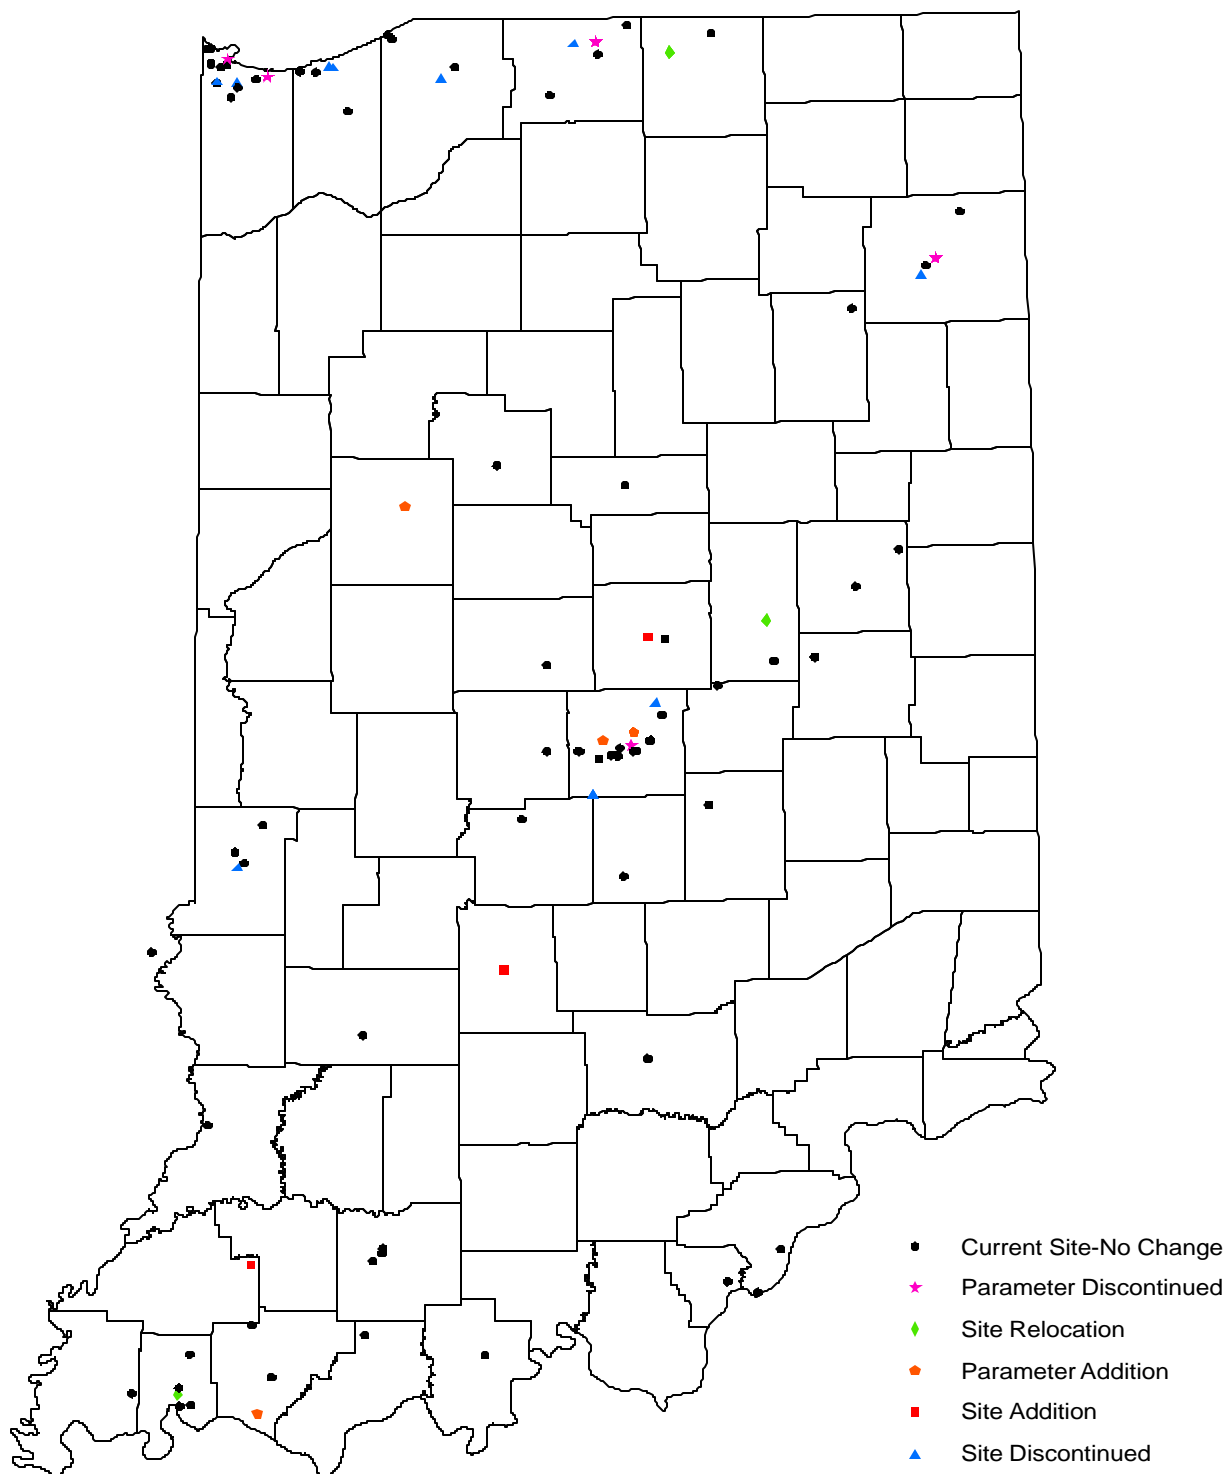 Current Site-No Change
Parameter Discontinued
Site Relocation
Parameter Addition
Site Addition
Site Discontinued